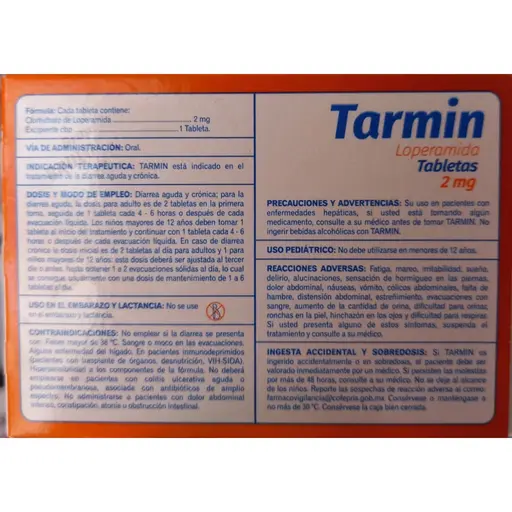 Fórmula: Cada tableta contiene:
Clorhidrato de Loperamida 2 mg
Excipiente cbp 1 Tableta.
VÍA DE ADMINISTRACIÓN: Oral.
INDICACIÓN TERAPÉUTICA: TARMIN está indicado en el
tratamiento de la diarrea aguda y crónica.
DOSIS Y MODO DE EMPLEO: Diarrea aguda y crónica; para la
diarrea aguda, la dosis para adulto es de 2 tabletas en la primera
toma, seguida de 1 tableta cada 4 - 6 horas o después de cada
evacuación líquida. Los niños mayores de 12 años deben tomar 1
tableta al inicio del tratamiento y continuar con 1 tableta cada 4 - 6
horas o después de cada evacuación líquida. En caso de diarrea
crónica la dosis inicial es de 2 tabletas al día para adultos y 1 para
niños mayores de 12 años; esta deberá ser ajustada al tercer
día o antes, hasta obtener 1 a 2 evacuaciones sólidas al día, lo cual
se consigue usualmente con una dosis de mantenimiento de 1 a 6
tabletas al día.
USO EN EL EMBARAZO Y LACTANCIA: No se use
en el embarazo y lactancia.
CONTRAINDICACIONES: No emplear si la diarrea se presenta
con: Fiebre mayor de 38 °C. Sangre o moco en las evacuaciones.
Alguna enfermedad del hígado. En pacientes inmunodeprimidos
(pacientes con transplante de órganos, desnutrición, VIH-SIDA).
Hipersensibilidad a los componentes de la fórmula. No deberá
emplearse en pacientes con colitis ulcerativa aguda o
pseudomembranosa, asociada con antibióticos de amplio
espectro. No administrarse a pacientes con dolor abdominal
intenso, constipación, atonía u obstrucción intestinal.
Tarmin
Loperamida
Tabletas
2 mg
PRECAUCIONES Y ADVERTENCIAS: Su uso en pacientes con
enfermedades hepáticas, si usted está tomando algún
medicamento, consulte a su médico antes de tomar TARMIN. No
ingerir bebidas alcohólicas con TARMIN.
USO PEDIÁTRICO: No debe utilizarse en menores de 12 años.
REACCIONES ADVERSAS: Fatiga, mareo, irritabilidad, sueño,
delirio, alucinaciones, sensación de hormigueo en las piernas,
dolor abdominal, náuseas, vómito, cólicos abdominales, falta de
hambre, distensión abdominal, estreñimiento, evacuaciones con
sangre, aumento de la cantidad de orina, dificultad para orinar,
ronchas en la piel, hinchazón en los ojos y dificultad para respirar.
Si usted presenta alguno de estos síntomas, suspenda el
tratamiento y consulte a su médico.
INGESTA ACCIDENTAL Y SOBREDOSIS: Si TARMIN es
ingerido accidentalmente o en sobredosis, el paciente debe ser
valorado inmediatamente por un médico. Si persisten las molestias
por más de 48 horas, consulte a su médico. No se deje al alcance
de los niños. Reporte las sospechas de reacción adversa al correo:
farmacovigilancia@cofepris.gob.mx Consérvese o manténgase a
no más de 30 °C. Consérvese la caja bien cerrada.